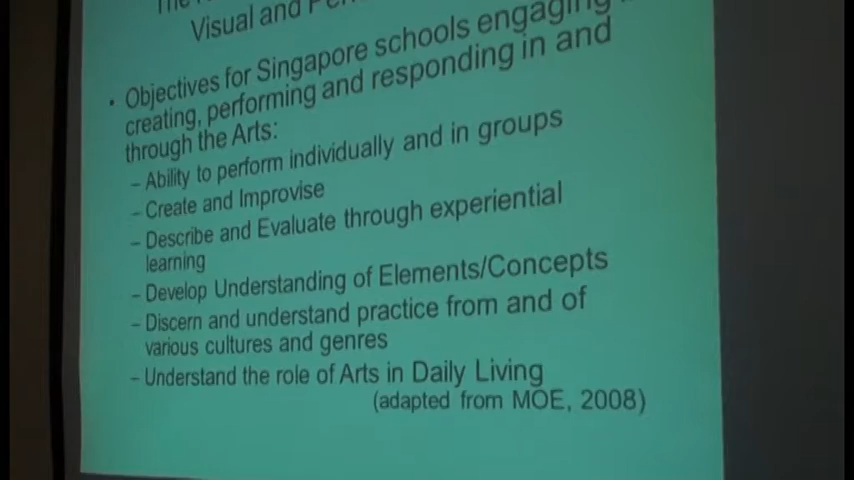 The
Visual and
• Objectives for Singapore schools engaging
creating, performing and responding in and
through the Arts:
– Ability to perform individually and in groups
– Create and Improvise
– Describe and Evaluate through experiential
learning
– Develop Understanding of Elements/Concepts
– Discern and understand practice from and of
various cultures and genres
– Understand the role of Arts in Daily Living
(adapted from MOE, 2008)